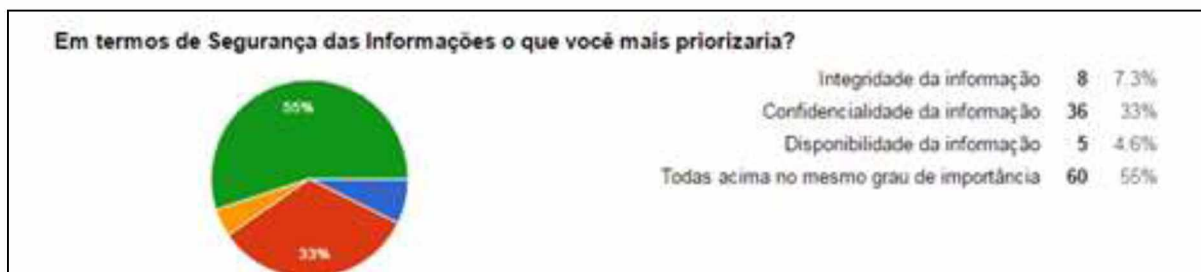 Em termos de Segurança das Informações o que você mais priorizaria?
Integridade da informação 8 7.3%
Confidencialidade da informação 36 33%
Disponibilidade da informação 5 4.6%
Todas acima no mesmo grau de importância 60 55%
55%
33%